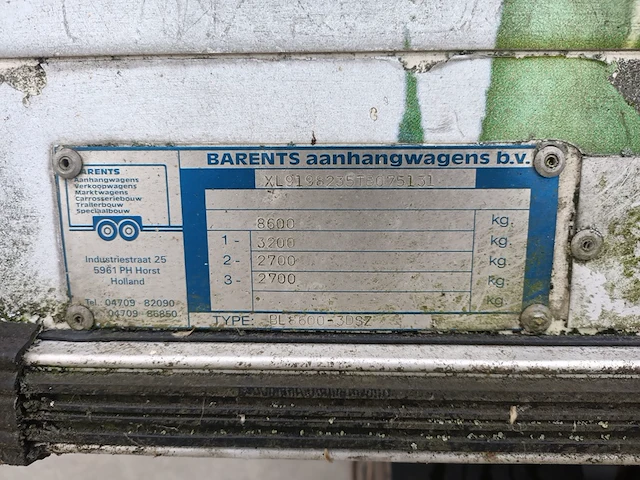 BARENTS
Aanhangwagens
Verkoopwagens
Marktwagens
Carrosseriebouw
Trailerbouw
Speciaalbouw
Industriestraat 25
5961 PH Horst
Holland
Tel. 04709 - 82090
04709 - 86850
BARENTS aanhangwagens b.v.
8600 kg.
1- 3200 kg.
2- 2700 kg.
3- 2700 kg.
kg.
TYPE: